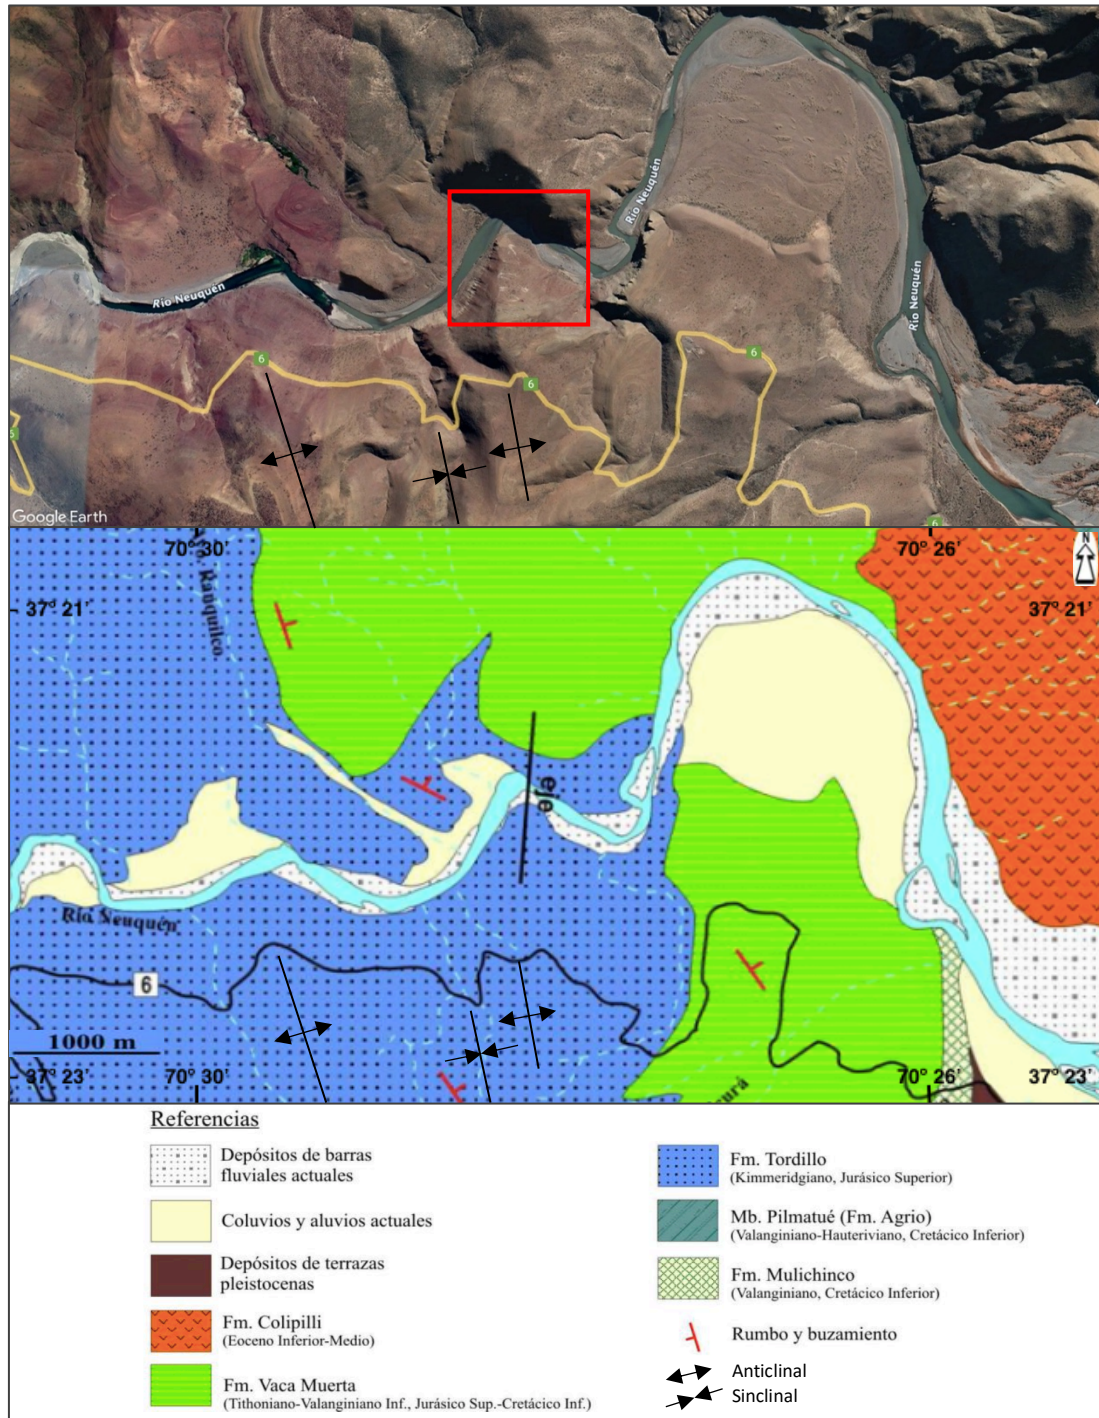 Río Neuquén
Río Neuquén
Río Neuquén
6
6
6
6
6
Google Earth
70° 30’
70° 26’
N
37° 21’
37° 21’
Ranquilco
eje
Río Neuquén
6
1000 m
37° 23’
70° 30’
70° 26’
37° 23’
Referencias
Depósitos de barras
fluviales actuales
Coluvios y aluvios actuales
Depósitos de terrazas
pleistocenas
Fm. Colipilli
(Eoceno Inferior-Medio)
Fm. Vaca Muerta
(Tithoniano-Valanginiano Inf., Jurásico Sup.-Cretácico Inf.)
Fm. Tordillo
(Kimmeridgiano, Jurásico Superior)
Mb. Pilmatué (Fm. Agrio)
(Valanginiano-Hauteriviano, Cretácico Inferior)
Fm. Mulichinco
(Valanginiano, Cretácico Inferior)
Rumbo y buzamiento
Anticlinal
Sinclinal